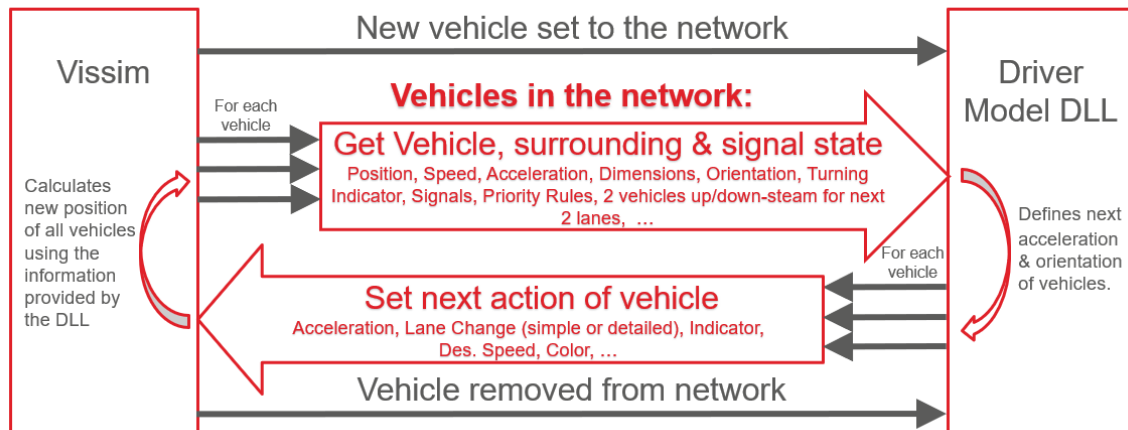 New vehicle set to the network
Vissim
Driver
Model DLL
For each
vehicle
Vehicles in the network:
Get Vehicle, surrounding & signal state
Position, Speed, Acceleration, Dimensions, Orientation, Turning
Indicator, Signals, Priority Rules, 2 vehicles up/down-steam for next
2 lanes, …
Calculates
new position
of all vehicles
using the
information
provided by
the DLL
Defines next
acceleration
& orientation
of vehicles.
For each
vehicle
Set next action of vehicle
Acceleration, Lane Change (simple or detailed), Indicator,
Des. Speed, Color, …
Vehicle removed from network